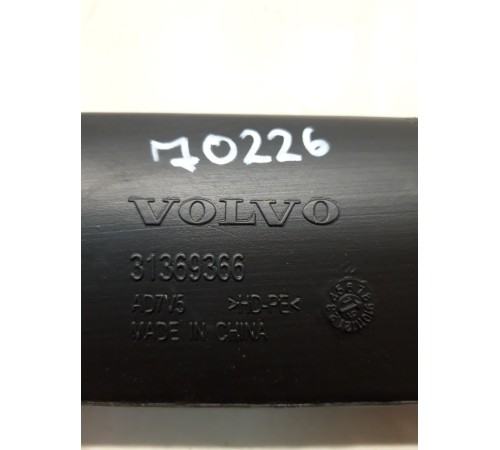 70226
VOLVO
31369366
AD7V5 >HD-PE<
MADE IN CHINA